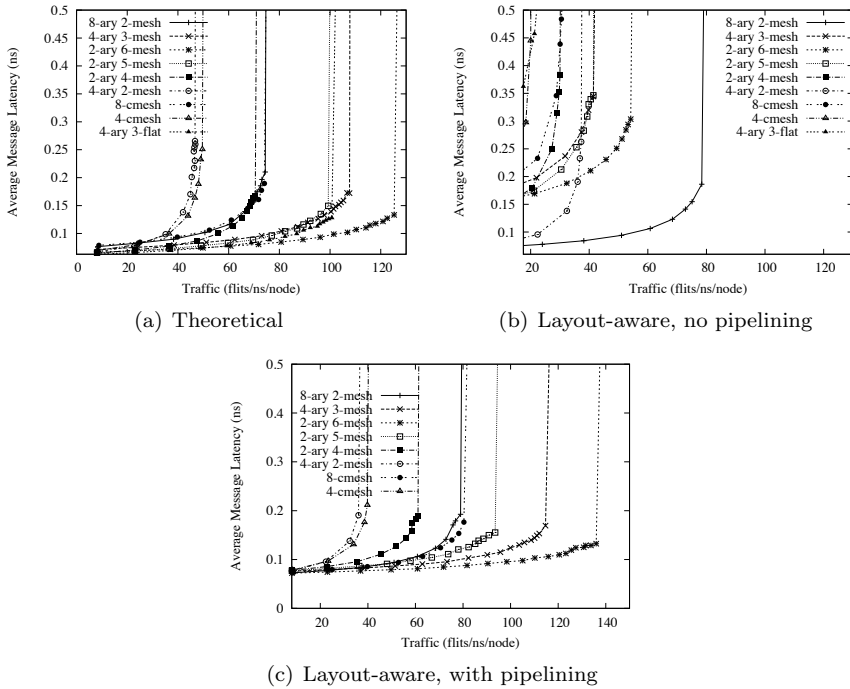 0.5
0.45
0.4
0.35
0.3
0.25
0.2
0.15
0.1
Average Message Latency (ns)
8-ary 2-mesh
4-ary 3-mesh
2-ary 6-mesh
2-ary 5-mesh
2-ary 4-mesh
4-ary 2-mesh
8-cmesh
4-cmesh
4-ary 3-flat
0 20 40 60 80 100 120
Traffic (flits/ns/node)
(a) Theoretical
0.5
0.45
0.4
0.35
0.3
0.25
0.2
0.15
0.1
Average Message Latency (ns)
8-ary 2-mesh
4-ary 3-mesh
2-ary 6-mesh
2-ary 5-mesh
2-ary 4-mesh
4-ary 2-mesh
8-cmesh
4-cmesh
4-ary 3-flat
20 40 60 80 100 120
Traffic (flits/ns/node)
(b) Layout-aware, no pipelining
0.5
0.4
0.3
0.2
0.1
0
Average Message Latency (ns)
8-ary 2-mesh
4-ary 3-mesh
2-ary 6-mesh
2-ary 5-mesh
2-ary 4-mesh
4-ary 2-mesh
8-cmesh
4-cmesh
20 40 60 80 100 120 140
Traffic (flits/ns/node)
(c) Layout-aware, with pipelining